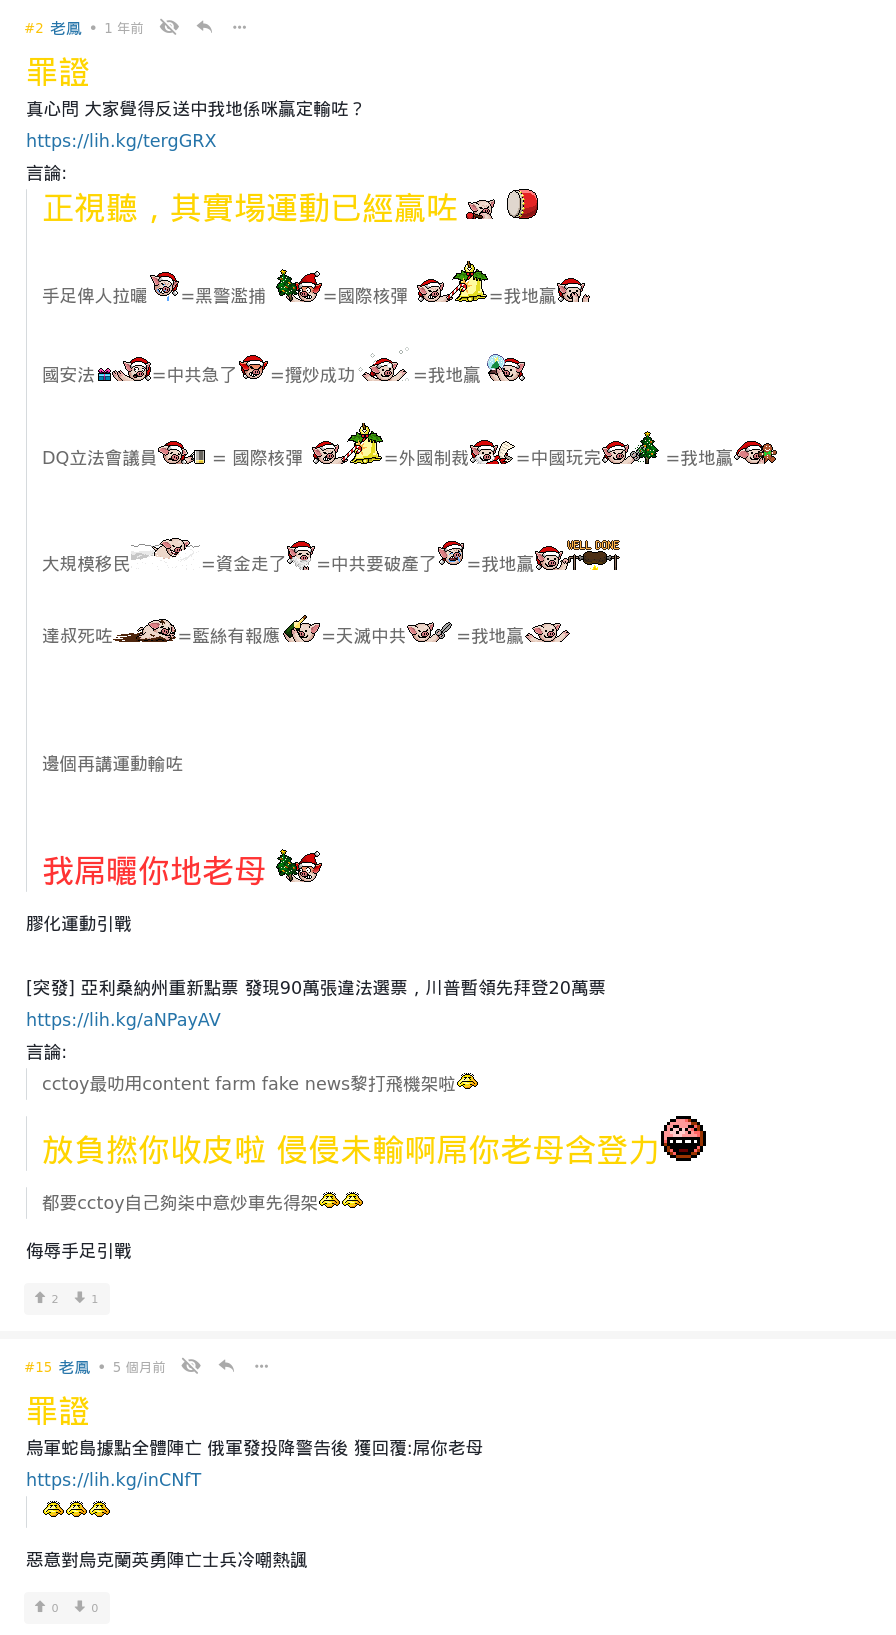 #2 老鳳 • 1 年前
罪證
真心問 大家覺得反送中我地係咪贏定輸咗？
https://lih.kg/tergGRX
言論:
正視聽，其實場運動已經贏咗
手足俾人拉曬=黑警濫捕 =國際核彈 =我地贏
國安法=中共急了=攬炒成功 =我地贏
DQ立法會議員 = 國際核彈 =外國制裁=中國玩完 =我地贏
大規模移民=資金走了=中共要破產了=我地贏 WELL DONE
達叔死咗=藍絲有報應=天滅中共 =我地贏
邊個再講運動輸咗
我屌曬你地老母
膠化運動引戰
[突發] 亞利桑納州重新點票 發現90萬張違法選票，川普暫領先拜登20萬票
https://lih.kg/aNPayAV
言論:
cctoy最叻用content farm fake news黎打飛機架啦
放負撚你收皮啦 侵侵未輸啊屌你老母含登力
都要cctoy自己夠柒中意炒車先得架
侮辱手足引戰
2 1
#15 老鳳 • 5 個月前
罪證
烏軍蛇島據點全體陣亡 俄軍發投降警告後 獲回覆:屌你老母
https://lih.kg/inCNfT
惡意對烏克蘭英勇陣亡士兵冷嘲熱諷
0 0